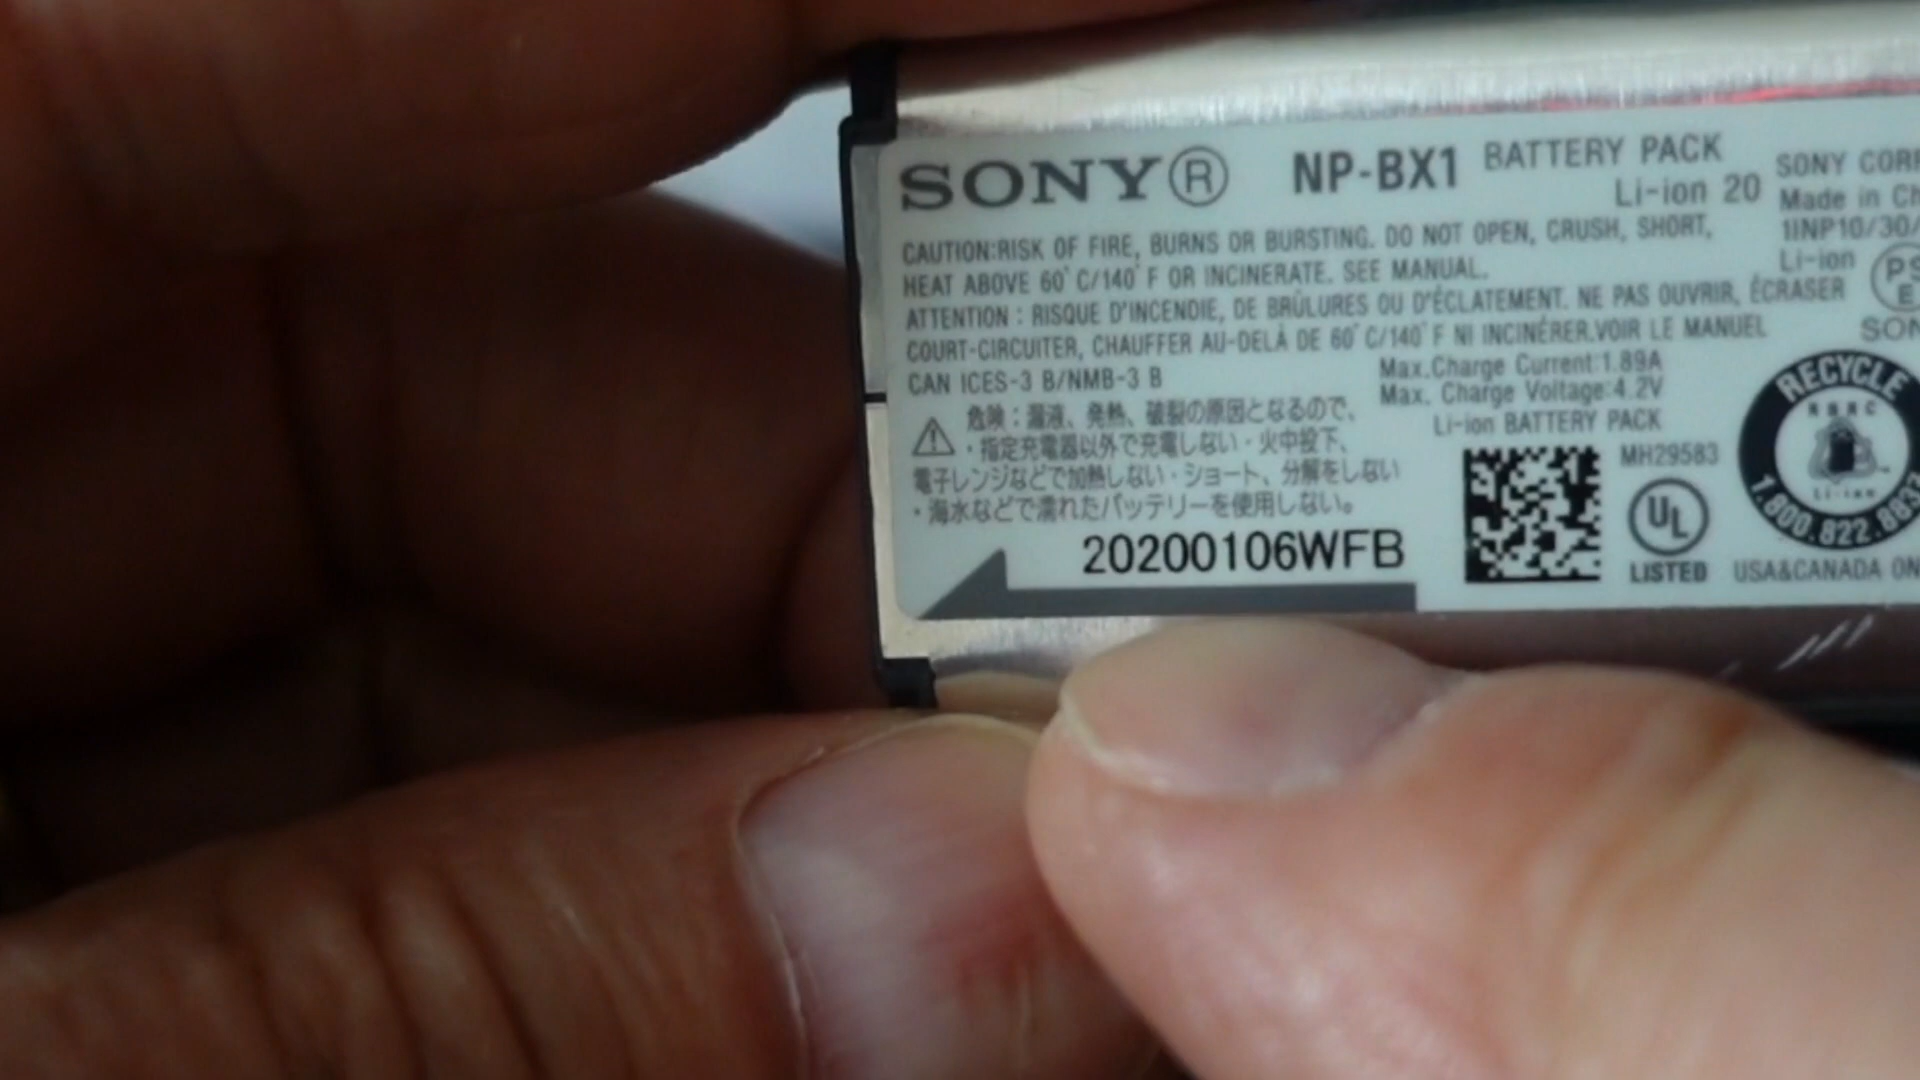 SONY® NP-BX1 BATTERY PACK
Li-ion 20
CAUTION:RISK OF FIRE, BURNS OR BURSTING. DO NOT OPEN, CRUSH, SHORT,
HEAT ABOVE 60°C/140°F OR INCINERATE. SEE MANUAL.
ATTENTION : RISQUE D'INCENDIE, DE BRÛLURES OU D'ÉCLATEMENT. NE PAS OUVRIR, ÉCRASER
COURT-CIRCUITER, CHAUFFER AU-DELÀ DE 60°C/140°F NI INCINÉRER.VOIR LE MANUEL
CAN ICES-3 B/NMB-3 B
Max.Charge Current:1.89A
Max. Charge Voltage:4.2V
Li-ion BATTERY PACK
危険：漏液、発熱、破裂の原因となるので、
・指定充電器以外で充電しない・火中投下、
電子レンジなどで加熱しない・ショート、分解をしない
・海水などで濡れたバッテリーを使用しない。
20200106WFB
MH29583
UL
LISTED
SONY
Made in
1INP10/30/
Li-ion
PS
E
RECYCLE
RBRC
Li-ion
1.800.822.883
USA&CANADA